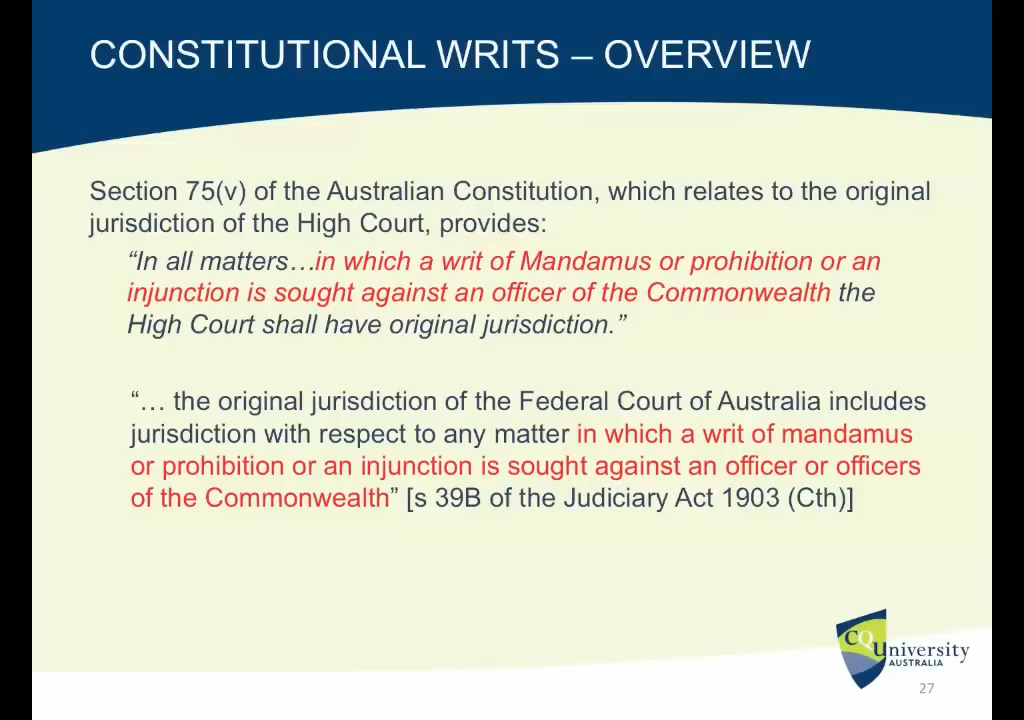 CONSTITUTIONAL WRITS – OVERVIEW
Section 75(v) of the Australian Constitution, which relates to the original
jurisdiction of the High Court, provides:
“In all matters…in which a writ of Mandamus or prohibition or an
injunction is sought against an officer of the Commonwealth the
High Court shall have original jurisdiction.”
“… the original jurisdiction of the Federal Court of Australia includes
jurisdiction with respect to any matter in which a writ of mandamus
or prohibition or an injunction is sought against an officer or officers
of the Commonwealth” [s 39B of the Judiciary Act 1903 (Cth)]
CQUniversity
AUSTRALIA
27